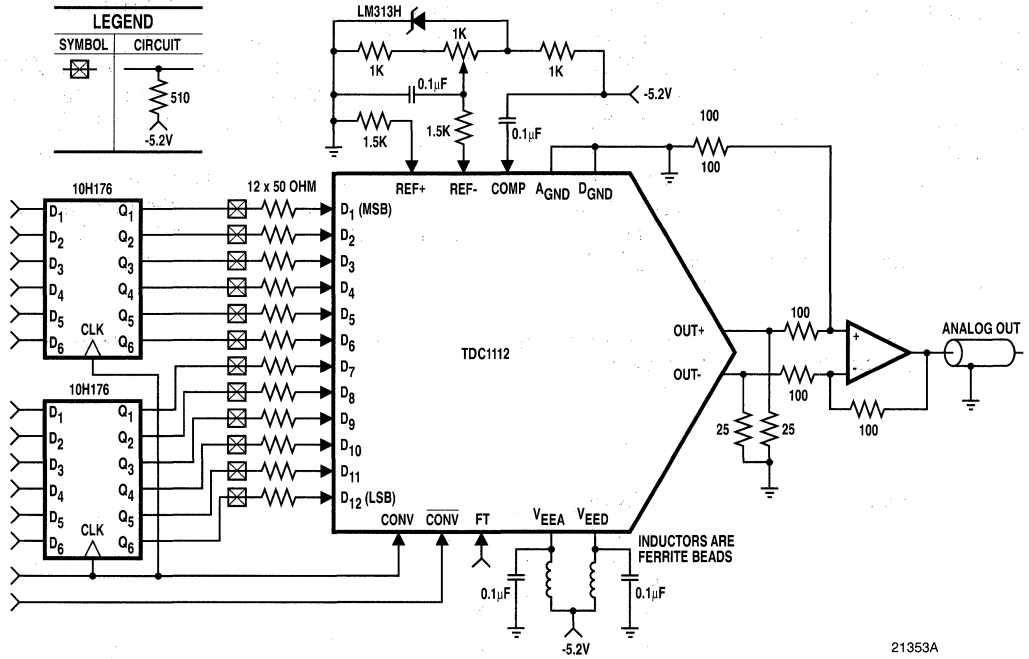 LEGEND
SYMBOL CIRCUIT
510
-5.2V
LM313H
1K
1K
1K
0.1µF
-5.2V
1.5K
1.5K
0.1µF
100
100
REF+ REF- COMP AGND DGND
10H176
12 x 50 OHM
D1 Q1
D2 Q2
D3 Q3
D4 Q4
D5 Q5
D6 Q6
CLK
D1 (MSB)
D2
D3
D4
D5
D6
D7
D8
D9
D10
D11
D12 (LSB)
TDC1112
10H176
D1 Q1
D2 Q2
D3 Q3
D4 Q4
D5 Q5
D6 Q6
CLK
OUT+
OUT-
100
100
+
-
100
25
25
ANALOG OUT
CONV CONV FT VEEA VEED
INDUCTORS ARE
FERRITE BEADS
0.1µF
0.1µF
-5.2V
21353A